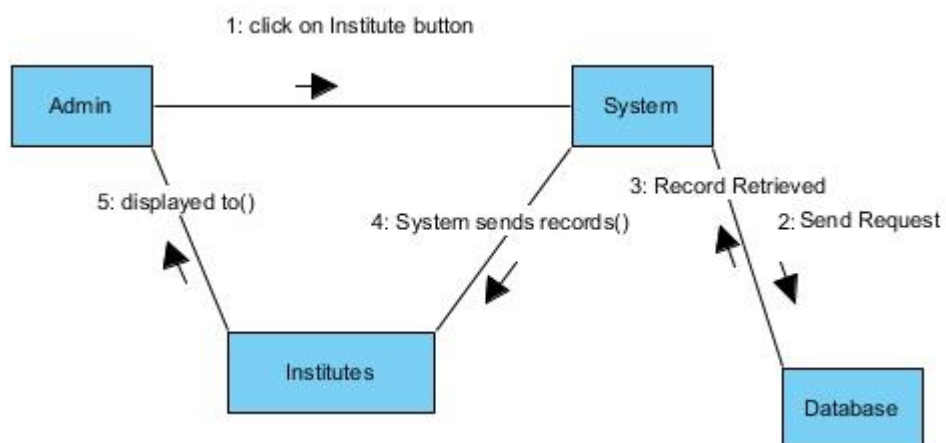 1: click on Institute button
Admin
System
5: displayed to()
3: Record Retrieved
4: System sends records()
2: Send Request
Institutes
Database